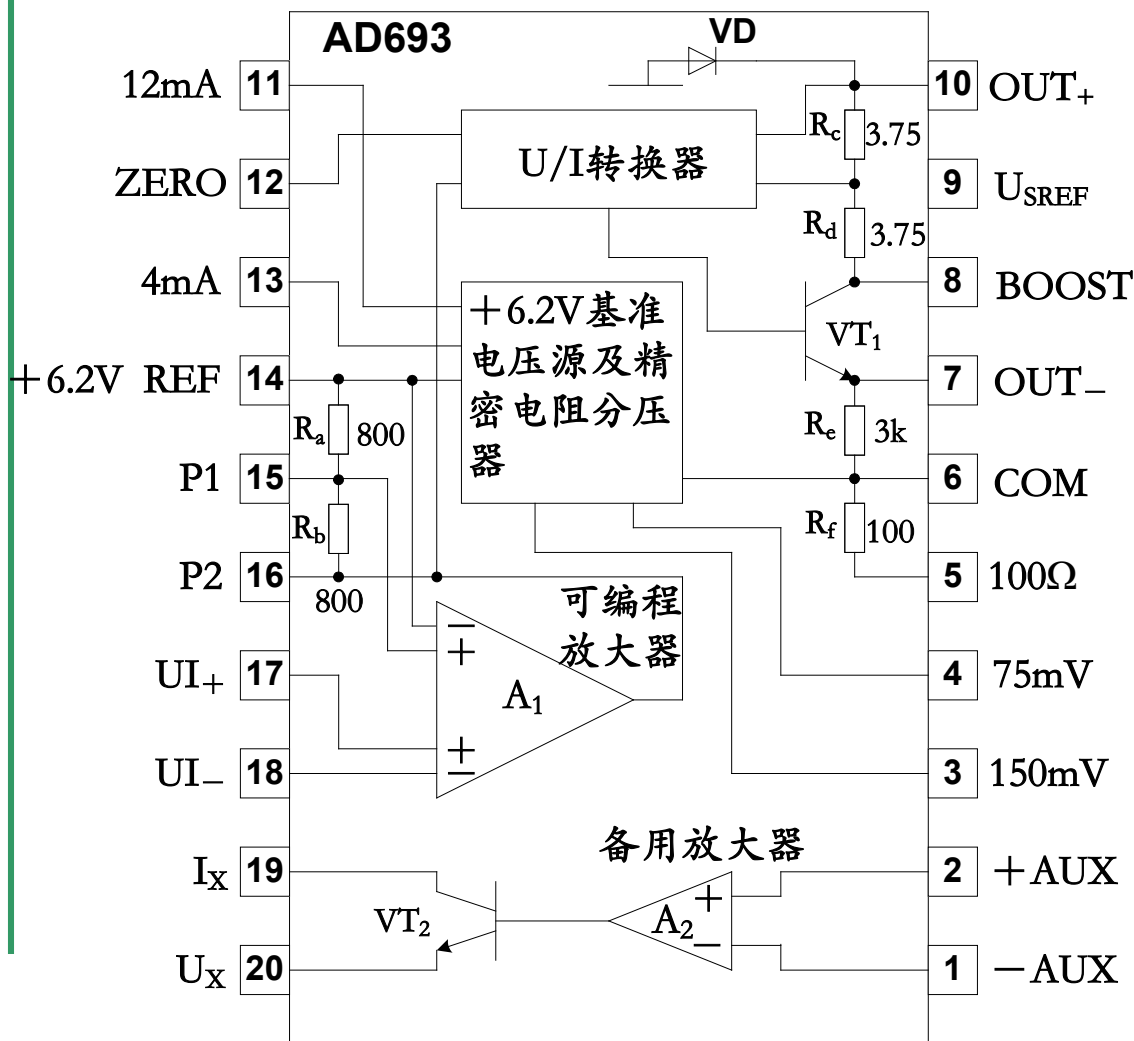 AD693
VD
12mA 11
10 OUT+
Rc 3.75
U/I转换器
ZERO 12
9 USREF
Rd 3.75
4mA 13
8 BOOST
+6.2V基准
电压源及精
密电阻分压
器
VT1
+6.2V REF 14
7 OUT−
Ra 800
Re 3k
P1 15
6 COM
Rb
800
Rf 100
P2 16
5 100Ω
可编程
放大器
− +
A1
+ −
UI+ 17
4 75mV
UI− 18
3 150mV
备用放大器
IX 19
2 +AUX
VT2
A2
+ −
UX 20
1 −AUX